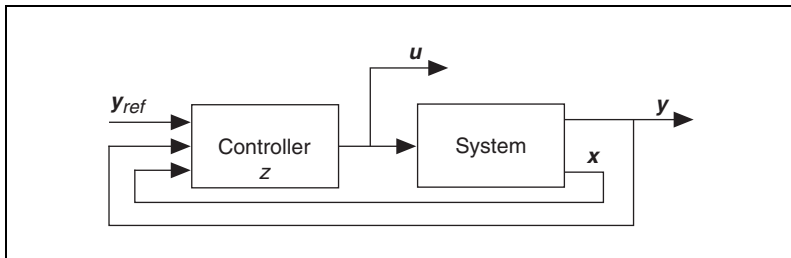 u
y_ref
y
Controller
System
x
z